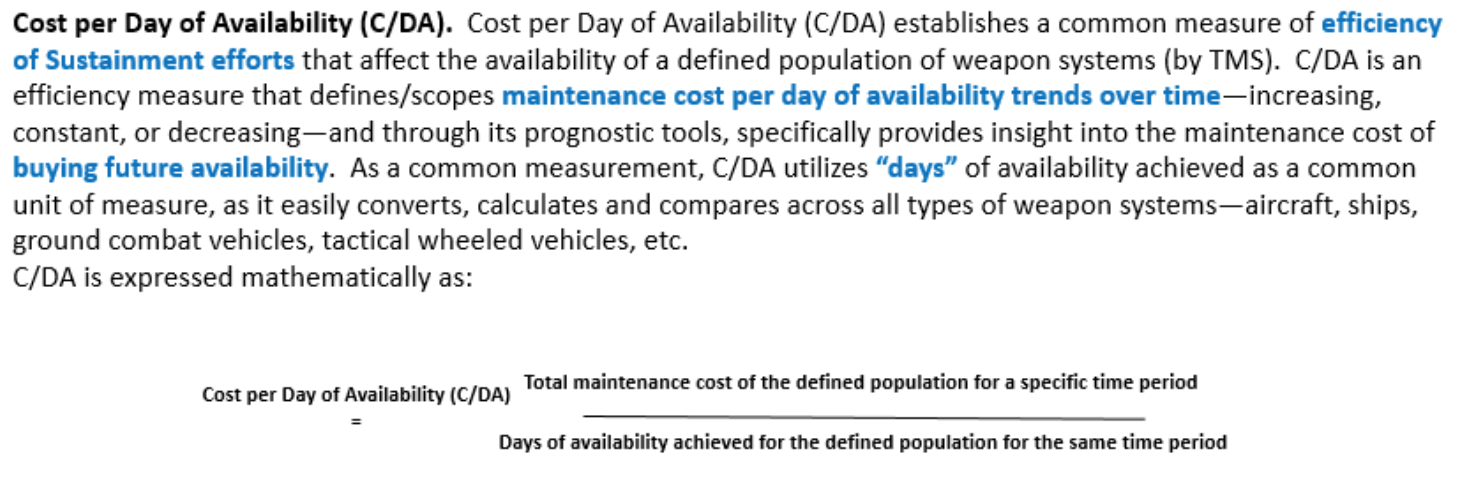 Cost per Day of Availability (C/DA).  Cost per Day of Availability (C/DA) establishes a common measure of efficiency
of Sustainment efforts that affect the availability of a defined population of weapon systems (by TMS).  C/DA is an
efficiency measure that defines/scopes maintenance cost per day of availability trends over time—increasing,
constant, or decreasing—and through its prognostic tools, specifically provides insight into the maintenance cost of
buying future availability.  As a common measurement, C/DA utilizes “days” of availability achieved as a common
unit of measure, as it easily converts, calculates and compares across all types of weapon systems—aircraft, ships,
ground combat vehicles, tactical wheeled vehicles, etc.
C/DA is expressed mathematically as:
Cost per Day of Availability (C/DA)
=
Total maintenance cost of the defined population for a specific time period
Days of availability achieved for the defined population for the same time period